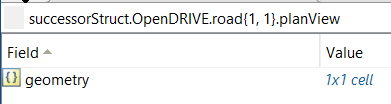 successorStruct.OpenDRIVE.road{1, 1}.planView
Field Value
{} geometry 1x1 cell